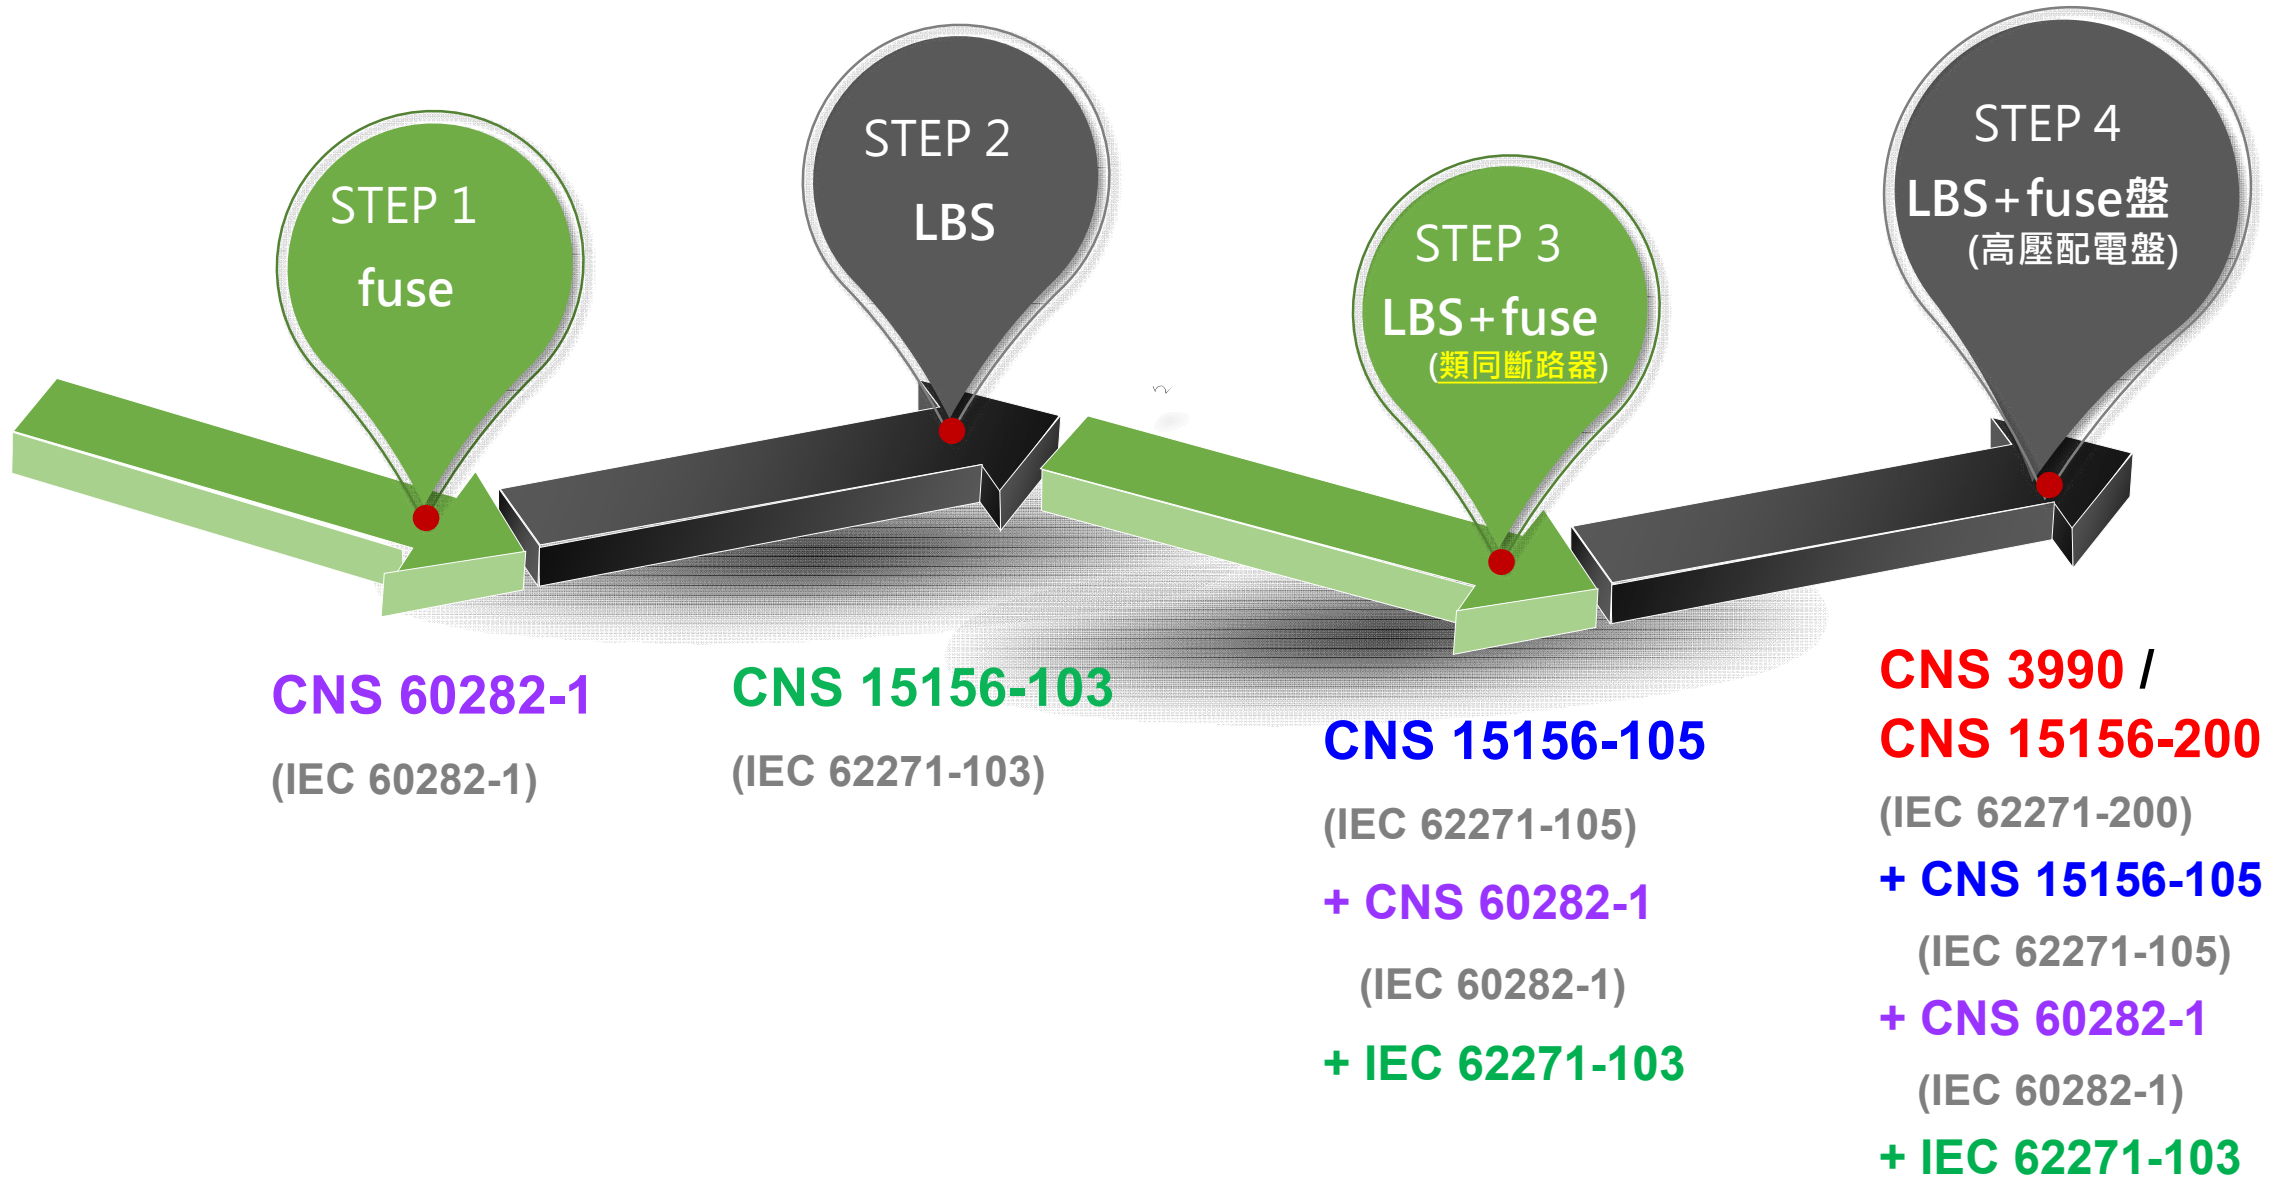 STEP 1
fuse
STEP 2
LBS
STEP 3
LBS+fuse
(類同斷路器)
STEP 4
LBS+fuse盤
(高壓配電盤)
CNS 60282-1
(IEC 60282-1)
CNS 15156-103
(IEC 62271-103)
CNS 15156-105
(IEC 62271-105)
+ CNS 60282-1
(IEC 60282-1)
+ IEC 62271-103
CNS 3990 /
CNS 15156-200
(IEC 62271-200)
+ CNS 15156-105
(IEC 62271-105)
+ CNS 60282-1
(IEC 60282-1)
+ IEC 62271-103